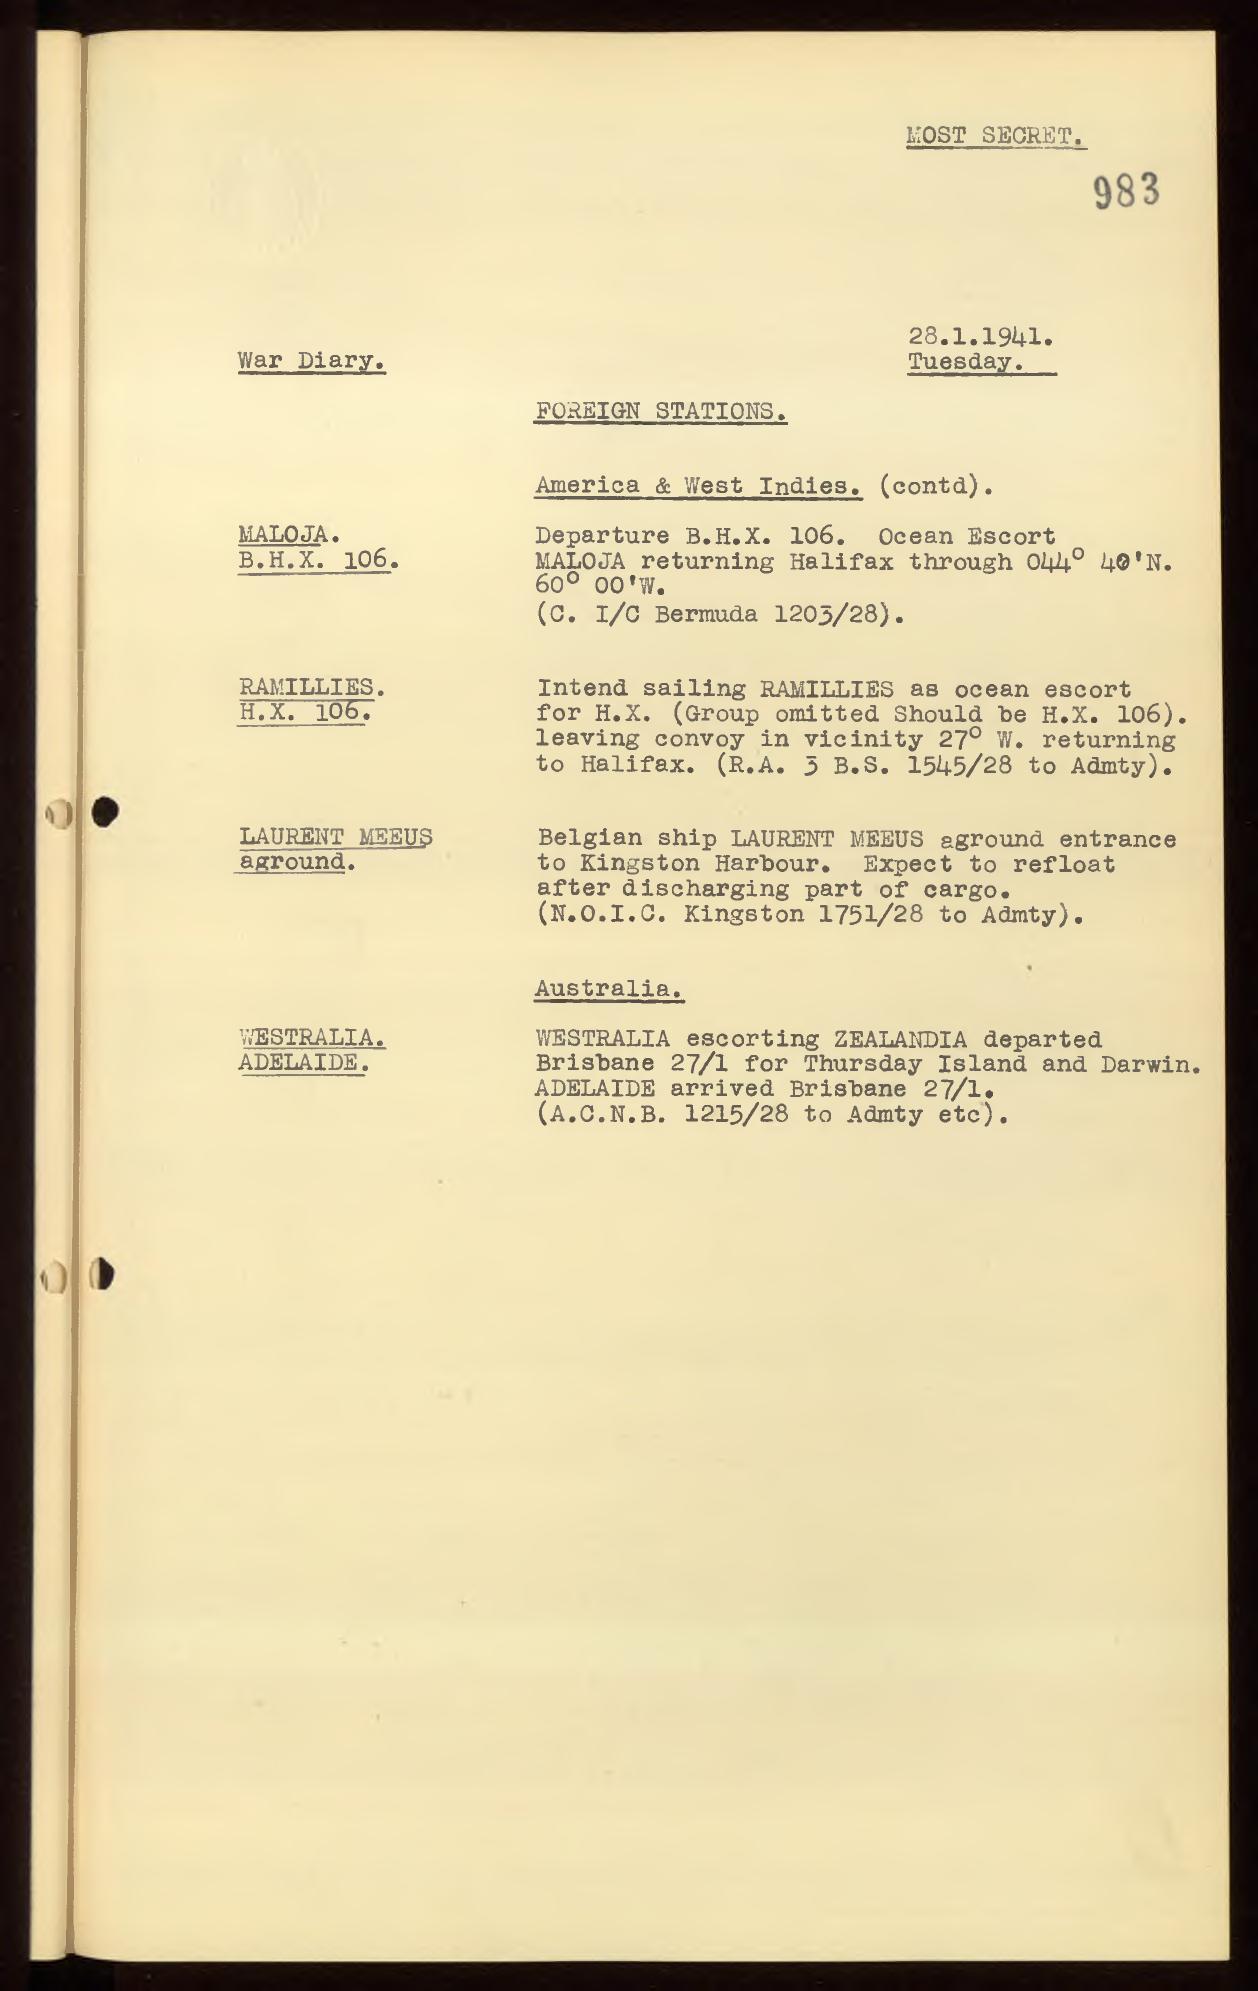 MOST SECRET.
983
28.1.1941.
War Diary.
Tuesday.
FOREIGN STATIONS.
America & West Indies. (contd).
MALOJA.
B.H.X. 106.
Departure B.H.X. 106. Ocean Escort
MALOJA returning Halifax through 044° 40'N.
60° 00'W.
(C. I/C Bermuda 1203/28).
RAMILLIES.
H.X. 106.
Intend sailing RAMILLIES as ocean escort
for H.X. (Group omitted Should be H.X. 106).
leaving convoy in vicinity 27° W. returning
to Halifax. (R.A. 3 B.S. 1545/28 to Admty).
LAURENT MEEUS
aground.
Belgian ship LAURENT MEEUS aground entrance
to Kingston Harbour. Expect to refloat
after discharging part of cargo.
(N.O.I.C. Kingston 1751/28 to Admty).
Australia.
WESTRALIA.
ADELAIDE.
WESTRALIA escorting ZEALANDIA departed
Brisbane 27/1 for Thursday Island and Darwin.
ADELAIDE arrived Brisbane 27/1.
(A.C.N.B. 1215/28 to Admty etc).